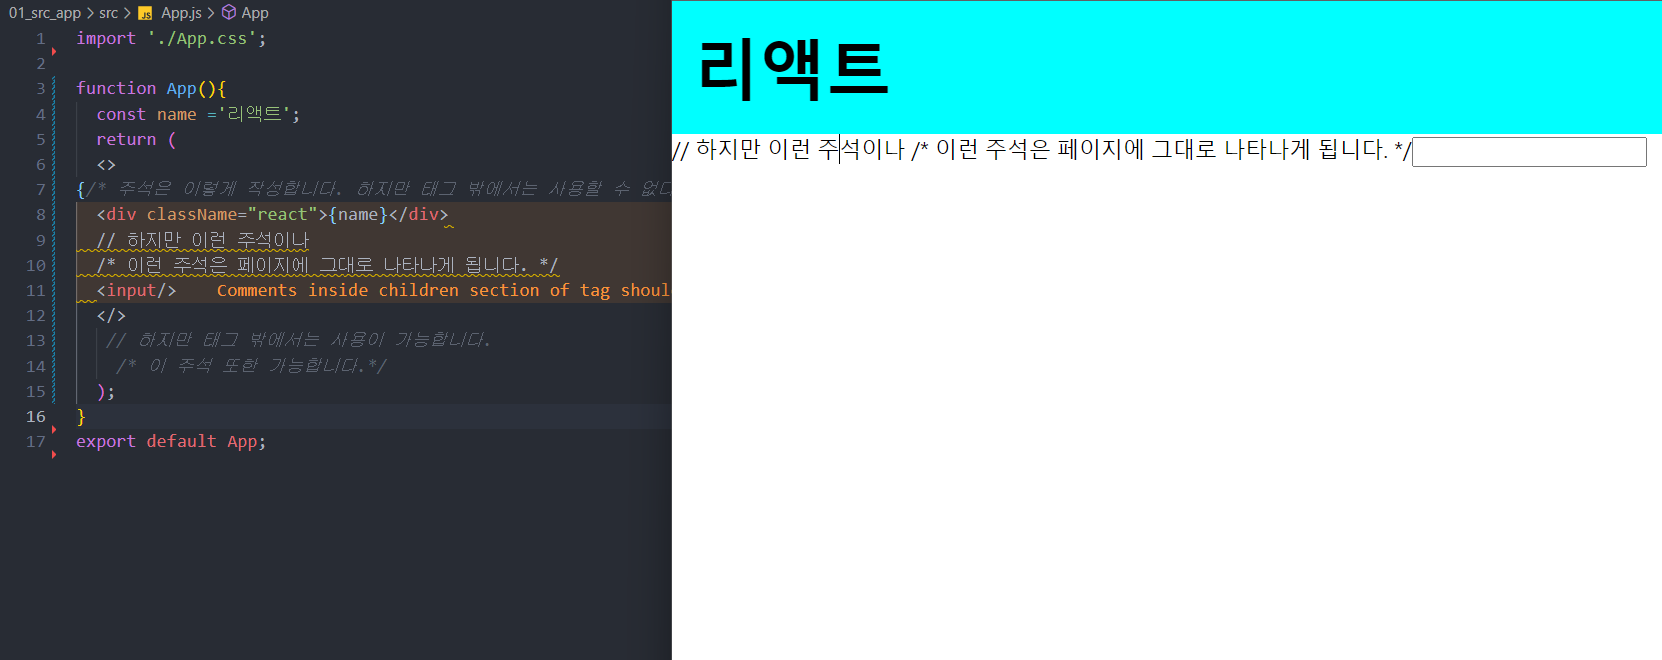 01_src_app > src > JS App.js > App
1 import './App.css';
2
3 function App(){
4 const name ='리액트';
5 return (
6 <>
7 {/* 주석은 이렇게 작성합니다. 하지만 태그 밖에서는 사용할 수 없다
8 <div className="react">{name}</div>
9 // 하지만 이런 주석이나
10 /* 이런 주석은 페이지에 그대로 나타나게 됩니다. */
11 <input/> Comments inside children section of tag shoul
12 </>
13 // 하지만 태그 밖에서는 사용이 가능합니다.
14 /* 이 주석 또한 가능합니다.*/
15 );
16 }
17 export default App;
리액트
// 하지만 이런 주석이나 /* 이런 주석은 페이지에 그대로 나타나게 됩니다. */